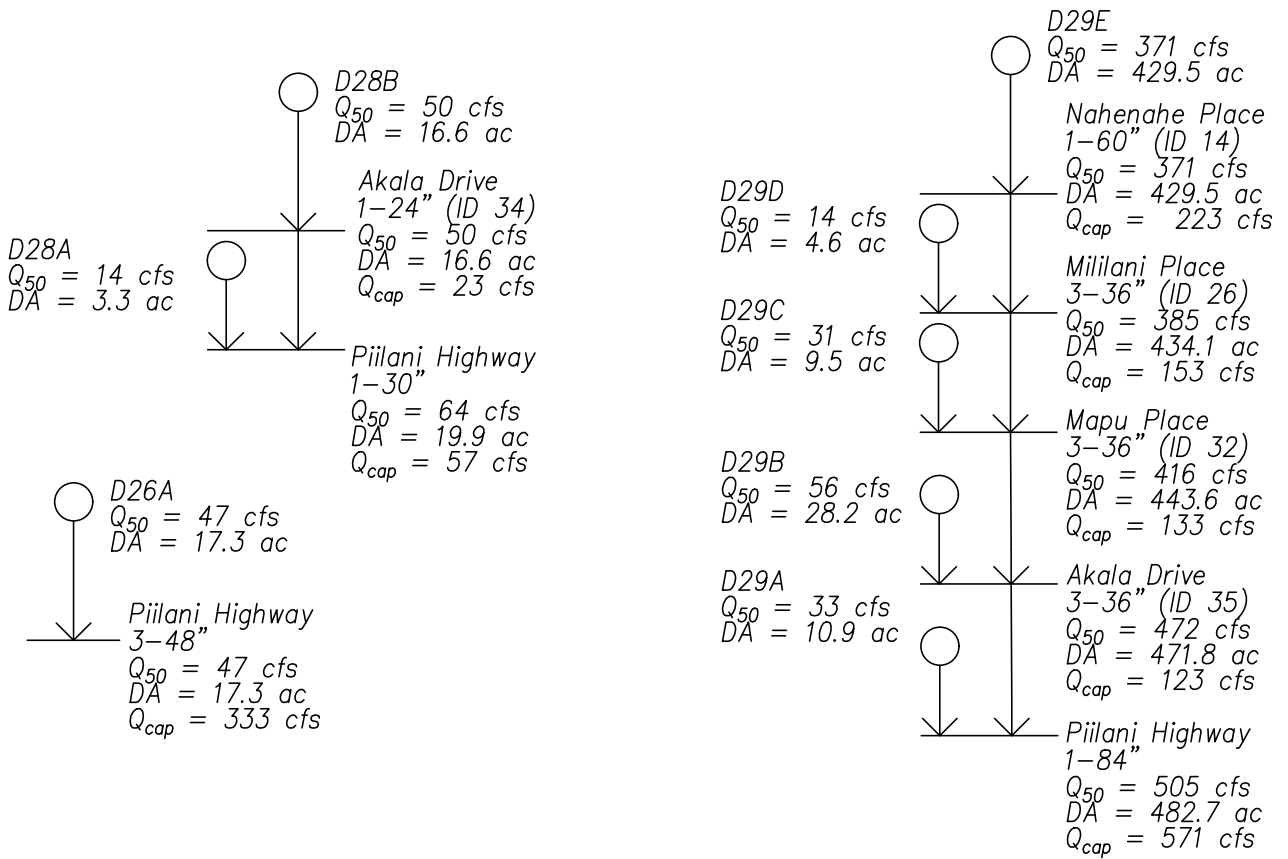 D28B
Q50 = 50 cfs
DA = 16.6 ac
Akala Drive
1-24" (ID 34)
Q50 = 50 cfs
DA = 16.6 ac
Qcap = 23 cfs
D28A
Q50 = 14 cfs
DA = 3.3 ac
Piilani Highway
1-30"
Q50 = 64 cfs
DA = 19.9 ac
Qcap = 57 cfs
D26A
Q50 = 47 cfs
DA = 17.3 ac
Piilani Highway
3-48"
Q50 = 47 cfs
DA = 17.3 ac
Qcap = 333 cfs
D29E
Q50 = 371 cfs
DA = 429.5 ac
Nahenahe Place
1-60" (ID 14)
Q50 = 371 cfs
DA = 429.5 ac
Qcap = 223 cfs
D29D
Q50 = 14 cfs
DA = 4.6 ac
Mililani Place
3-36" (ID 26)
Q50 = 385 cfs
DA = 434.1 ac
Qcap = 153 cfs
D29C
Q50 = 31 cfs
DA = 9.5 ac
Mapu Place
3-36" (ID 32)
Q50 = 416 cfs
DA = 443.6 ac
Qcap = 133 cfs
D29B
Q50 = 56 cfs
DA = 28.2 ac
Akala Drive
3-36" (ID 35)
Q50 = 472 cfs
DA = 471.8 ac
Qcap = 123 cfs
D29A
Q50 = 33 cfs
DA = 10.9 ac
Piilani Highway
1-84"
Q50 = 505 cfs
DA = 482.7 ac
Qcap = 571 cfs